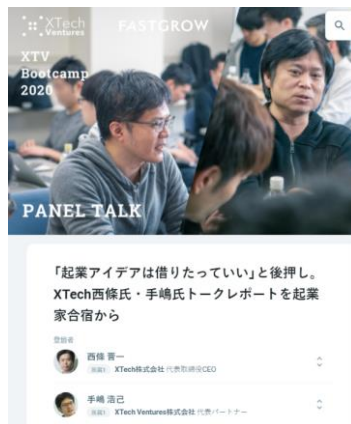 XTech
Ventures
FASTGROW
XTV
Bootcamp
2020
PANEL TALK
「起業アイデアは借りたっていい」と後押し。
XTech西條氏・手嶋氏トークレポートを起業
家合宿から
登壇者
西條 晋一
XTech株式会社 代表取締役CEO
手嶋 浩己
XTech Ventures株式会社 代表パートナー